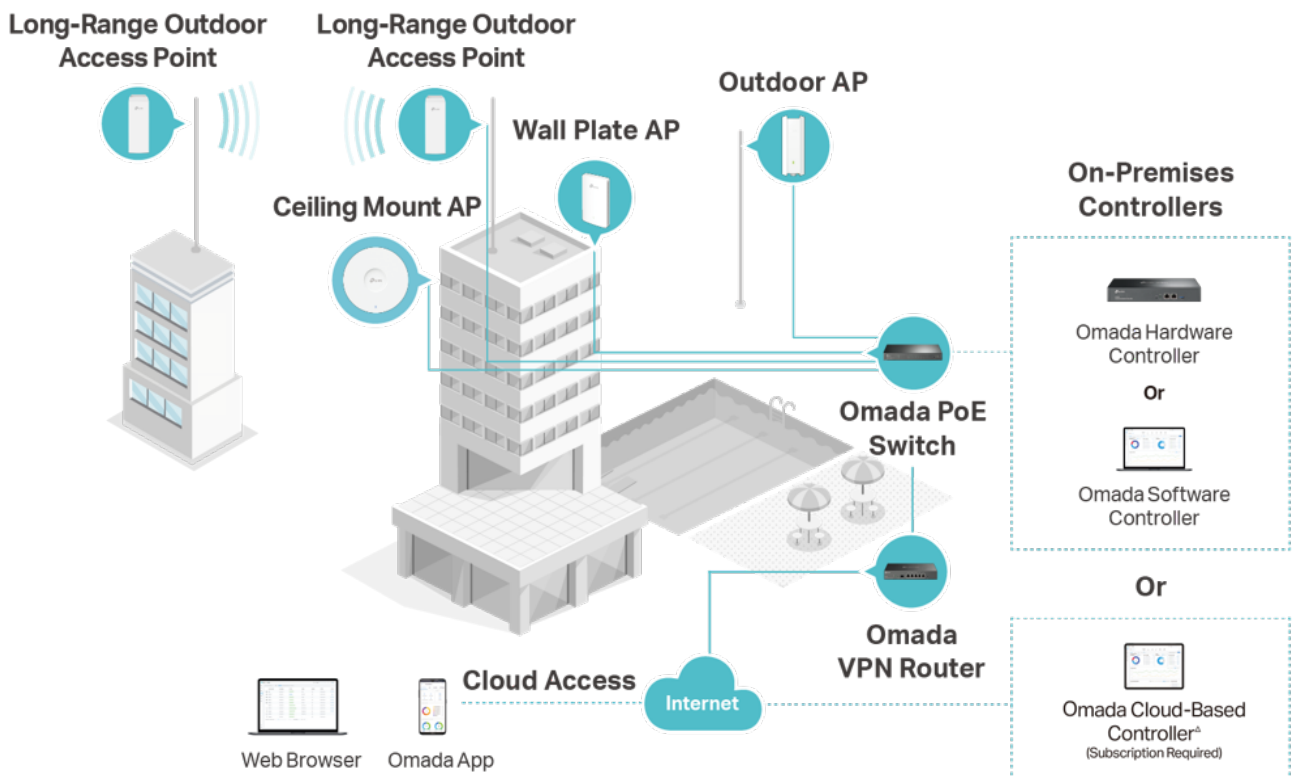 Long-Range Outdoor
Access Point
Long-Range Outdoor
Access Point
Outdoor AP
Wall Plate AP
Ceiling Mount AP
On-Premises
Controllers
Omada Hardware
Controller
Or
Omada Software
Controller
Omada PoE
Switch
Or
Omada
VPN Router
Cloud Access
Internet
Omada Cloud-Based
Controller△
(Subscription Required)
Web Browser
Omada App